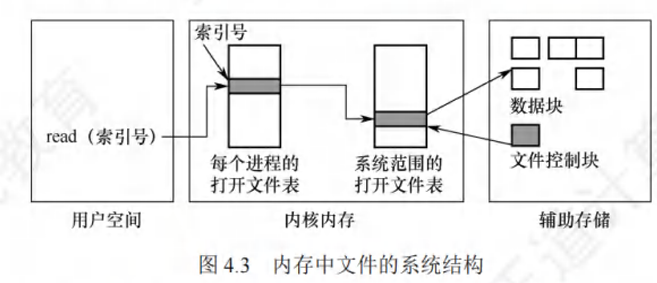 索引号
read（索引号）
每个进程的
打开文件表
系统范围的
打开文件表
数据块
文件控制块
用户空间
内核内存
辅助存储
图 4.3 内存中文件的系统结构